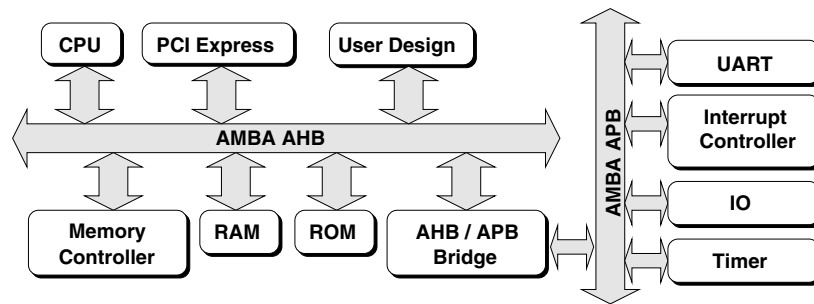 CPU
PCI Express
User Design
AMBA AHB
Memory
Controller
RAM
ROM
AHB / APB
Bridge
AMBA APB
UART
Interrupt
Controller
IO
Timer